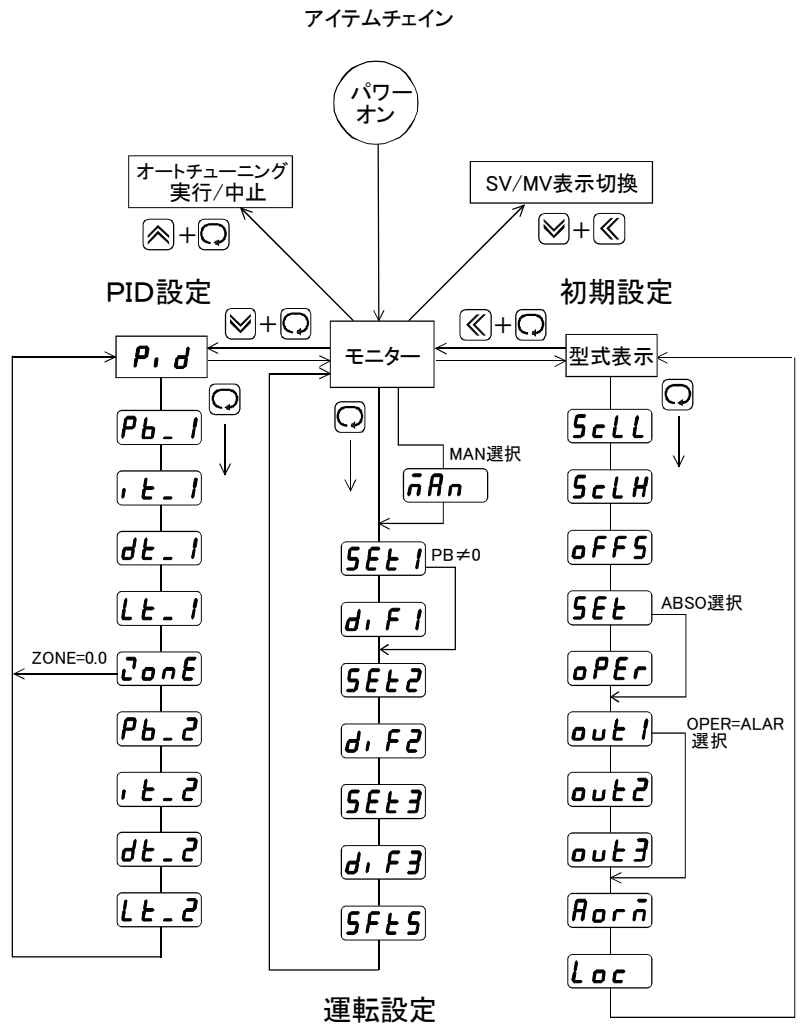 アイテムチェイン
パワー
オン
オートチューニング
実行/中止
SV/MV表示切換
+
+
PID設定
初期設定
+
+
Pid
モニター
型式表示
Pb_1
it_1
dt_1
Lt_1
ZONE=0.0
ZonE
Pb_2
it_2
dt_2
Lt_2
MAN選択
mAn
SEt1
PB≠0
diF1
SEt2
diF2
SEt3
diF3
SFtS
運転設定
ScLL
ScLH
oFFS
SEt
ABSO選択
oPEr
out1
OPER=ALAR
選択
out2
out3
Aorm
Loc